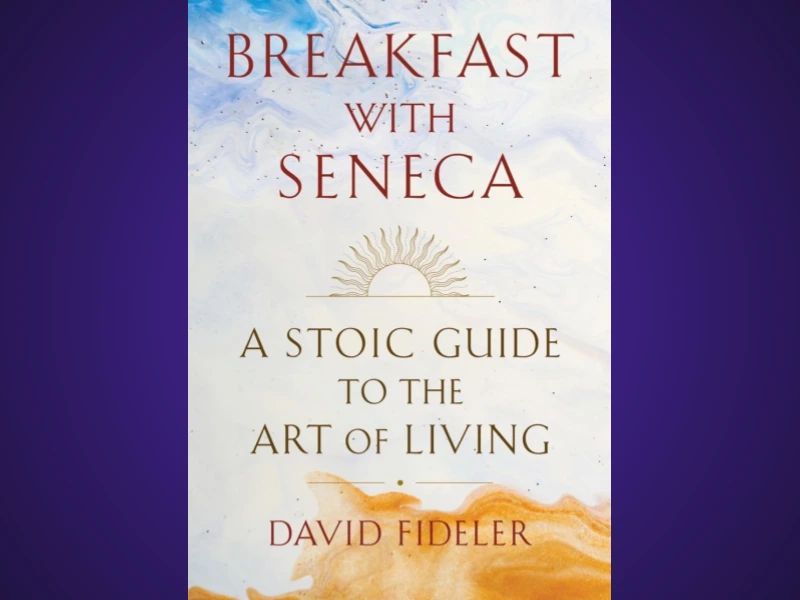 BREAKFAST
WITH
SENECA
A STOIC GUIDE
TO THE
ART OF LIVING
DAVID FIDELER